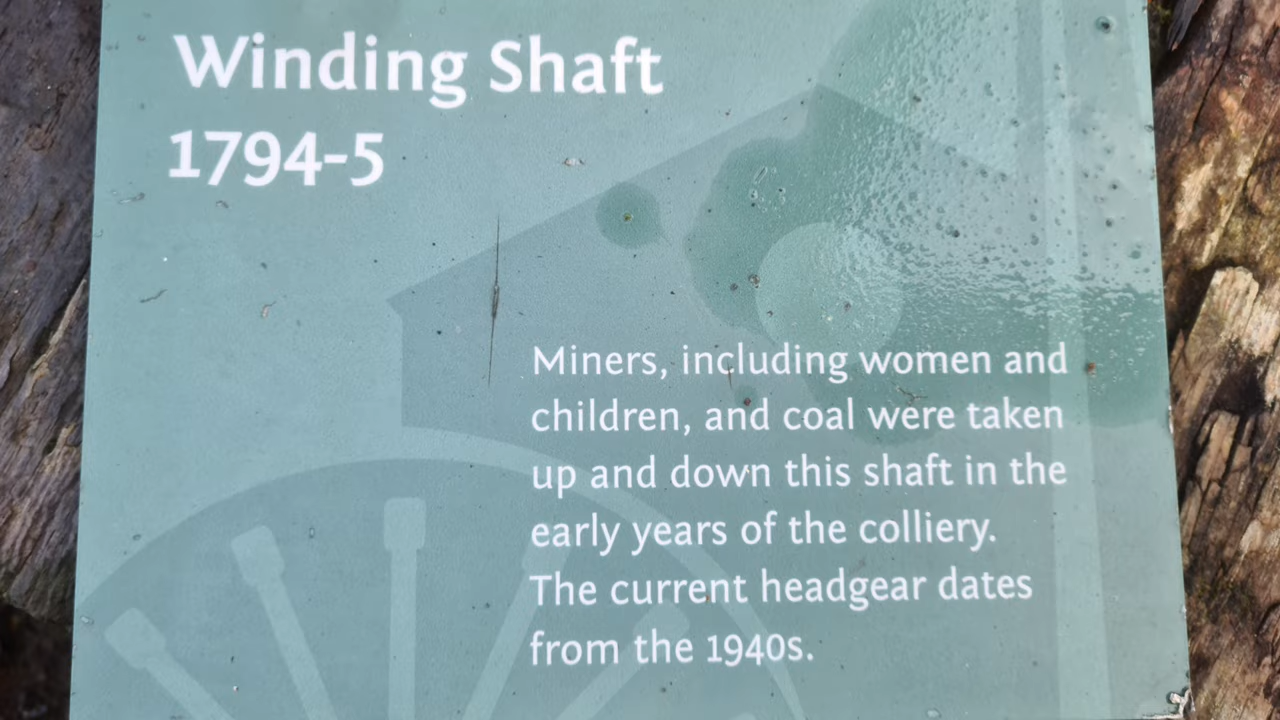 Winding Shaft
1794-5
Miners, including women and
children, and coal were taken
up and down this shaft in the
early years of the colliery.
The current headgear dates
from the 1940s.